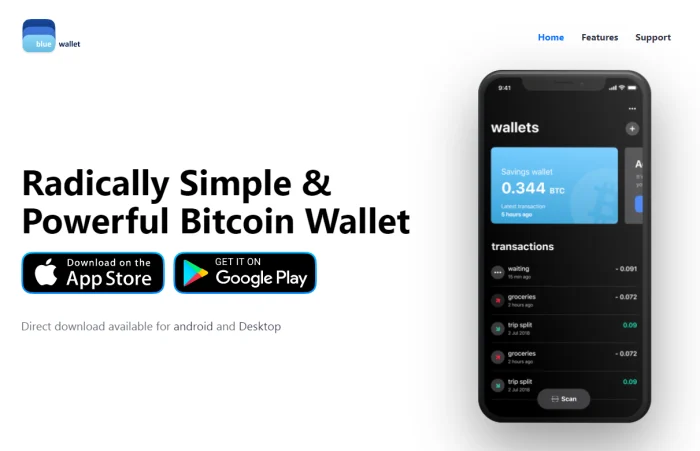 blue wallet
Home Features Support
Radically Simple &
Powerful Bitcoin Wallet
Download on the
App Store
GET IT ON
Google Play
Direct download available for android and Desktop
9:41
wallets
Savings wallet
0.344 BTC
Latest transaction
5 hours ago
transactions
waiting - 0.091
15 min ago
groceries - 0.072
2 hours ago
trip split 0.09
2 Jul 2018
groceries - 0.072
2 hours ago
trip split 0.09
2 Jul 2018
Scan